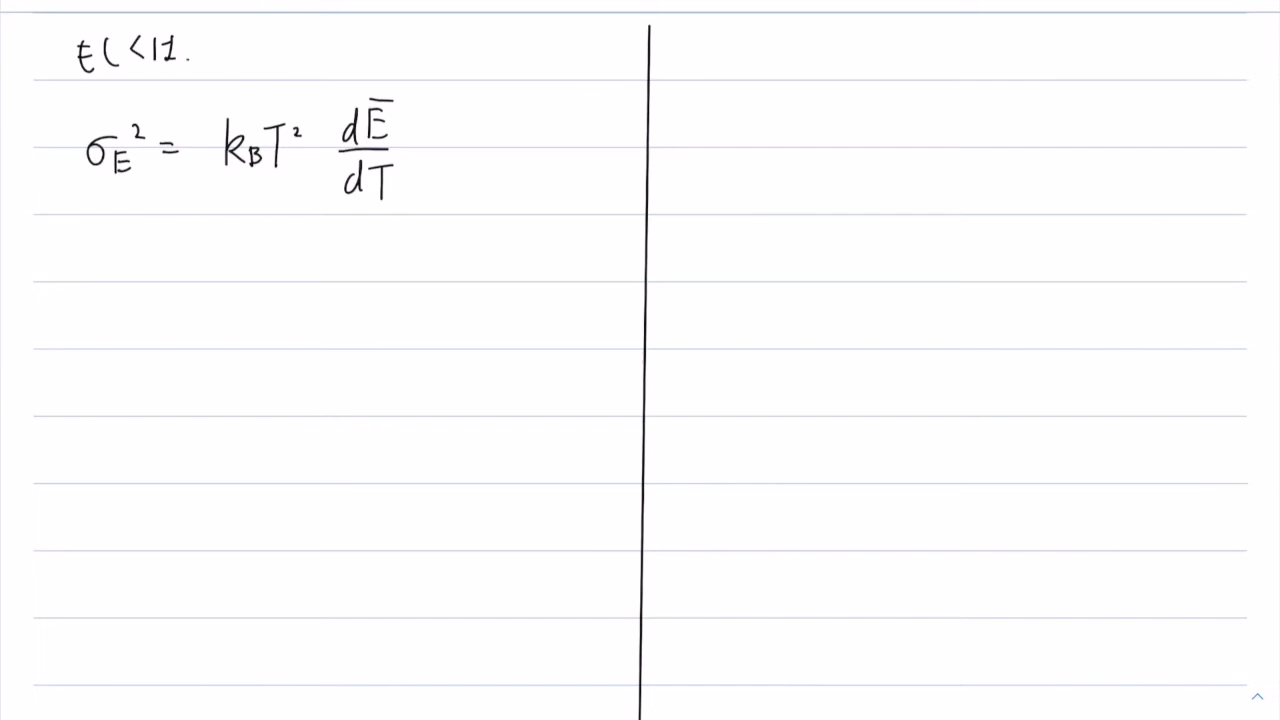 もしくは.
σ_E² = k_B T² dĒ/dT